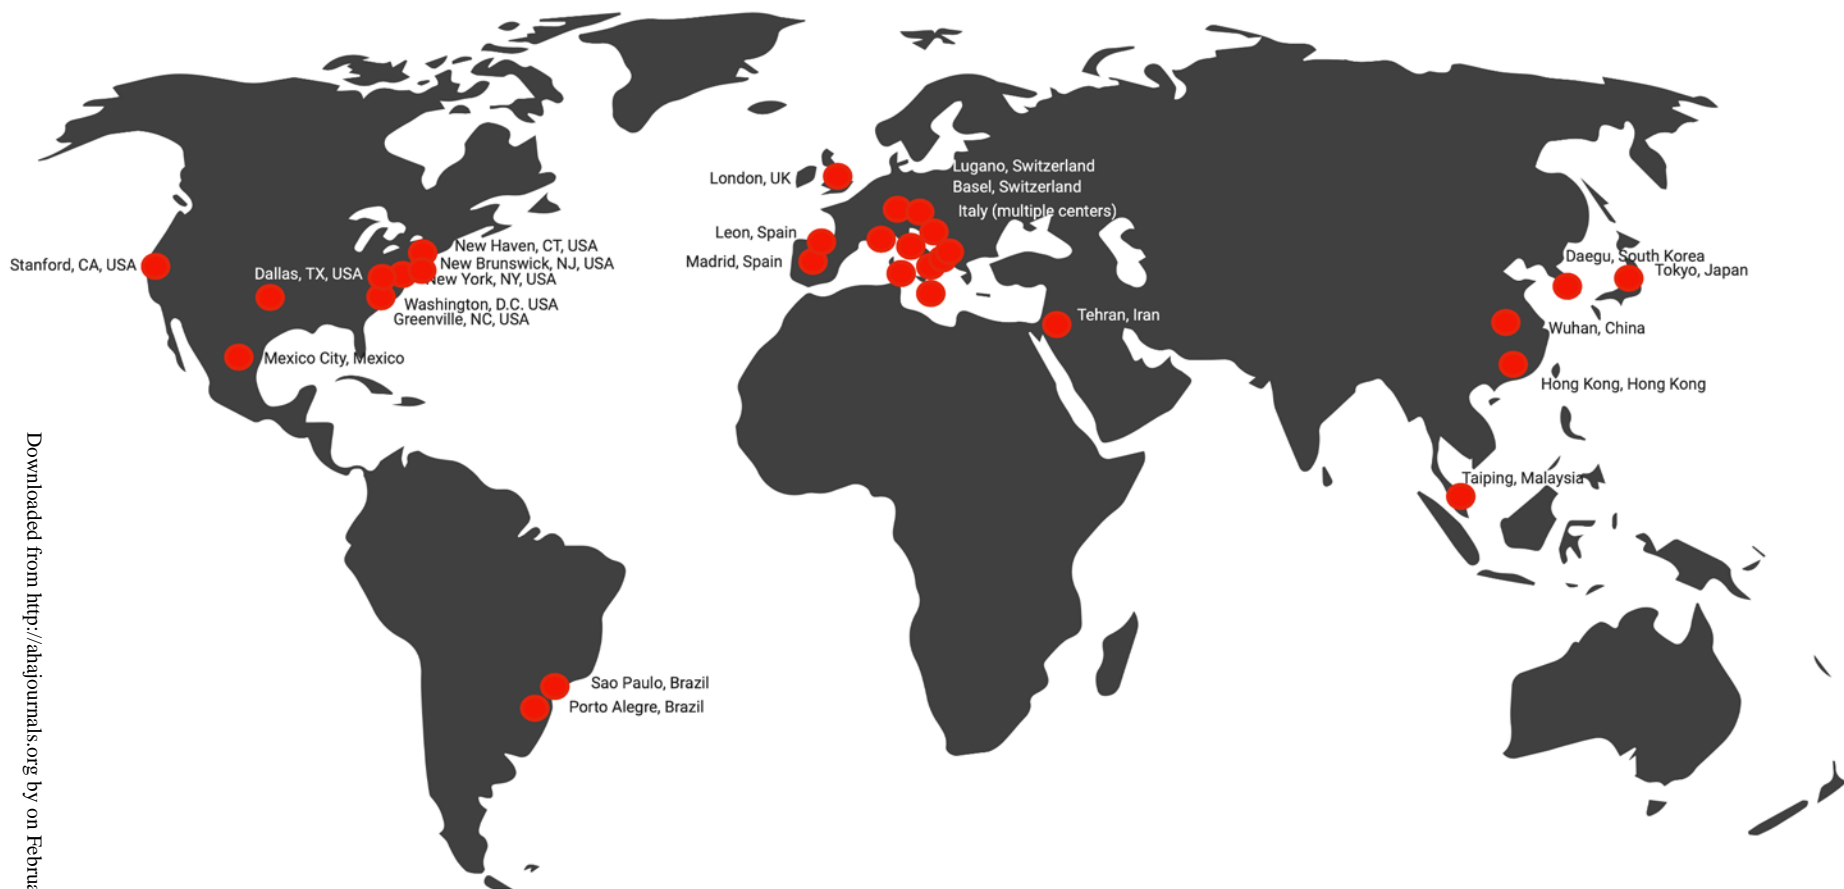 Lugano, Switzerland
Basel, Switzerland
London, UK
Italy (multiple centers)
Leon, Spain
Madrid, Spain
New Haven, CT, USA
New Brunswick, NJ, USA
New York, NY, USA
Stanford, CA, USA
Dallas, TX, USA
Washington, D.C. USA
Greenville, NC, USA
Mexico City, Mexico
Daegu, South Korea
Tokyo, Japan
Tehran, Iran
Wuhan, China
Hong Kong, Hong Kong
Taiping, Malaysia
Sao Paulo, Brazil
Porto Alegre, Brazil
Downloaded from http://ahajournals.org by on